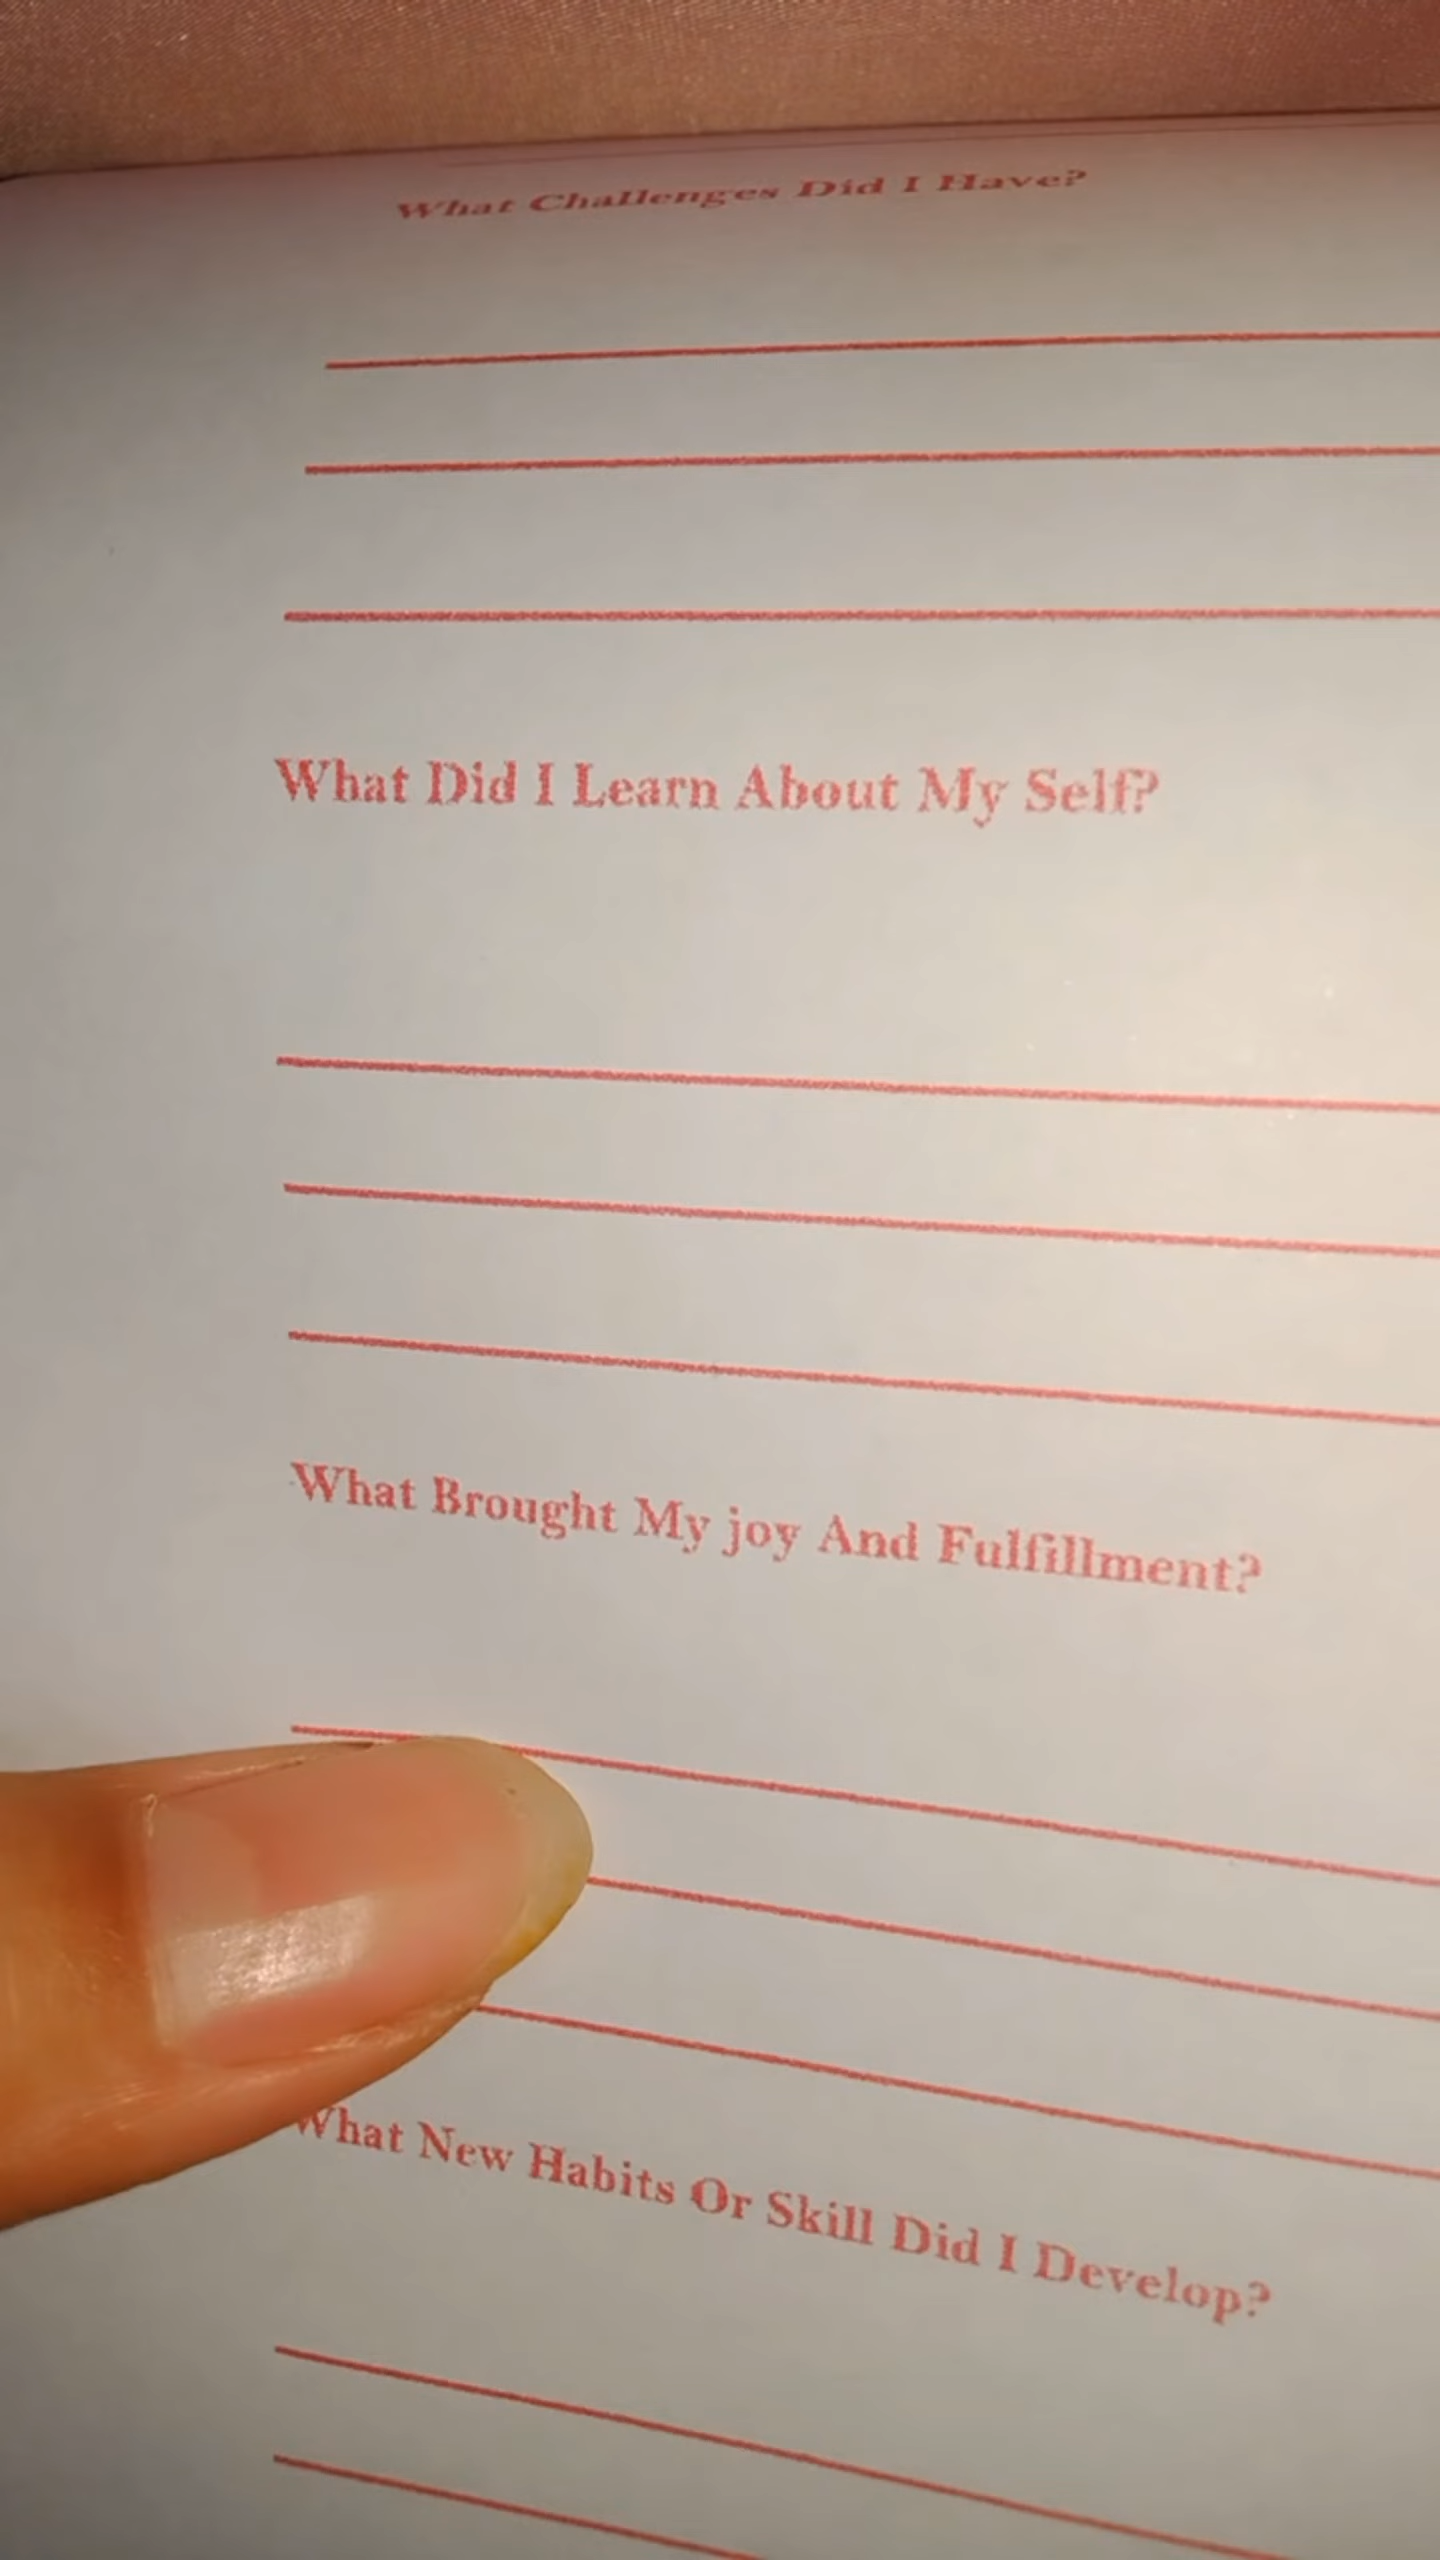 What Challenges Did I Have?
What Did I Learn About My Self?
What Brought My joy And Fulfillment?
What New Habits Or Skill Did I Develop?